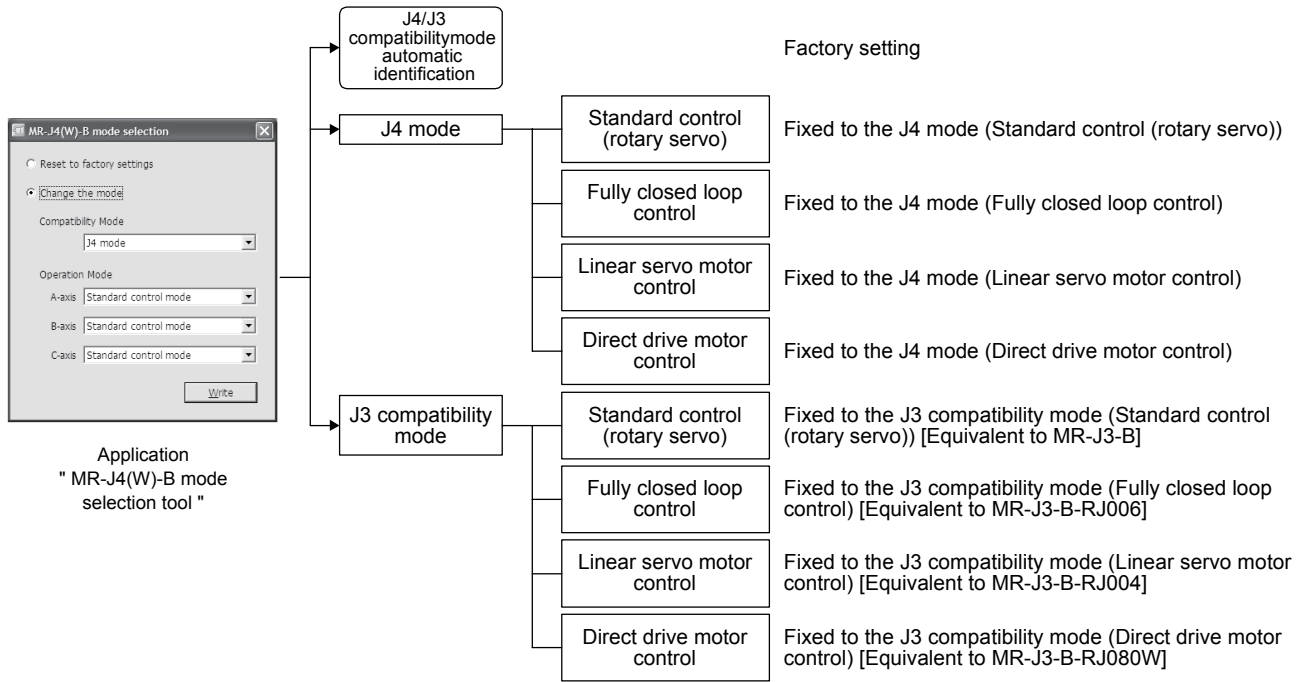 J4/J3
compatibilitymode
automatic
identification
Factory setting
MR-J4(W)-B mode selection
Reset to factory settings
Change the mode
Compatibility Mode
J4 mode
Operation Mode
A-axis Standard control mode
B-axis Standard control mode
C-axis Standard control mode
Write
Application
" MR-J4(W)-B mode
selection tool "
J4 mode
Standard control
(rotary servo)
Fixed to the J4 mode (Standard control (rotary servo))
Fully closed loop
control
Fixed to the J4 mode (Fully closed loop control)
Linear servo motor
control
Fixed to the J4 mode (Linear servo motor control)
Direct drive motor
control
Fixed to the J4 mode (Direct drive motor control)
J3 compatibility
mode
Standard control
(rotary servo)
Fixed to the J3 compatibility mode (Standard control
(rotary servo)) [Equivalent to MR-J3-B]
Fully closed loop
control
Fixed to the J3 compatibility mode (Fully closed loop
control) [Equivalent to MR-J3-B-RJ006]
Linear servo motor
control
Fixed to the J3 compatibility mode (Linear servo motor
control) [Equivalent to MR-J3-B-RJ004]
Direct drive motor
control
Fixed to the J3 compatibility mode (Direct drive motor
control) [Equivalent to MR-J3-B-RJ080W]